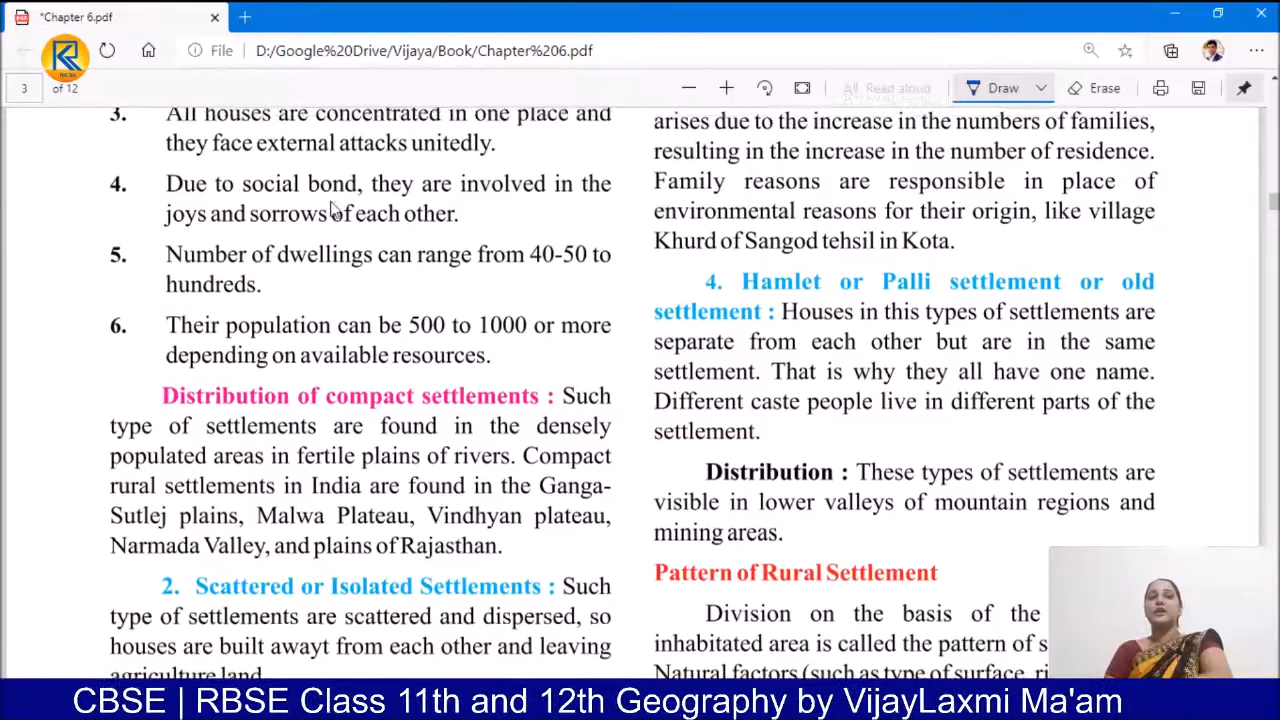 *Chapter 6.pdf
File
D:/Google%20Drive/Vijaya/Book/Chapter%206.pdf
3
of 12
Read aloud
Draw
Erase
3. All houses are concentrated in one place and
they face external attacks unitedly.
4. Due to social bond, they are involved in the
joys and sorrows of each other.
5. Number of dwellings can range from 40-50 to
hundreds.
6. Their population can be 500 to 1000 or more
depending on available resources.
Distribution of compact settlements : Such
type of settlements are found in the densely
populated areas in fertile plains of rivers. Compact
rural settlements in India are found in the Ganga-
Sutlej plains, Malwa Plateau, Vindhyan plateau,
Narmada Valley, and plains of Rajasthan.
2. Scattered or Isolated Settlements : Such
type of settlements are scattered and dispersed, so
houses are built awayt from each other and leaving
agriculture land.
arises due to the increase in the numbers of families,
resulting in the increase in the number of residence.
Family reasons are responsible in place of
environmental reasons for their origin, like village
Khurd of Sangod tehsil in Kota.
4. Hamlet or Palli settlement or old
settlement : Houses in this types of settlements are
separate from each other but are in the same
settlement. That is why they all have one name.
Different caste people live in different parts of the
settlement.
Distribution : These types of settlements are
visible in lower valleys of mountain regions and
mining areas.
Pattern of Rural Settlement
Division on the basis of the
inhabitated area is called the pattern of s
Natural factors (such as type of surface, ri
CBSE | RBSE Class 11th and 12th Geography by VijayLaxmi Ma'am